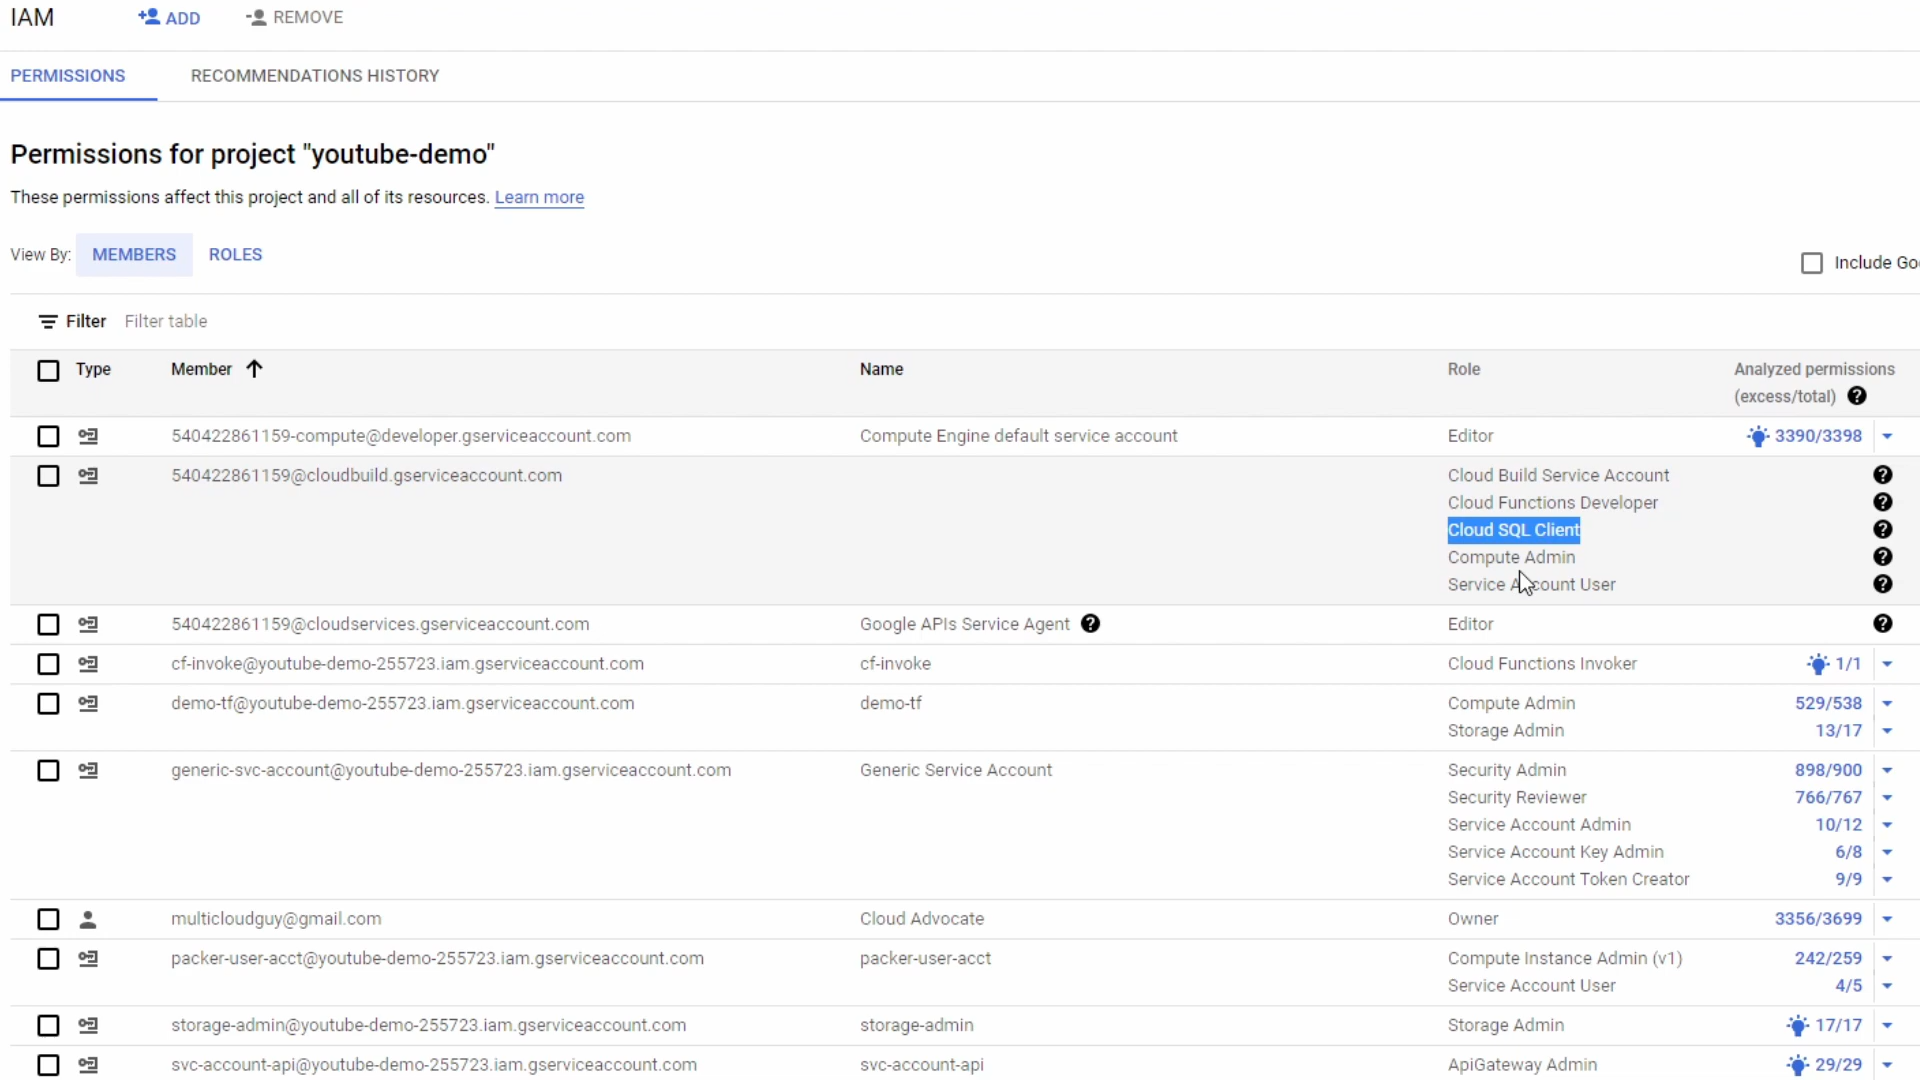 IAM ADD REMOVE
PERMISSIONS RECOMMENDATIONS HISTORY
Permissions for project "youtube-demo"
These permissions affect this project and all of its resources. Learn more
View By: MEMBERS ROLES Include Goo
Filter Filter table
Type Member Name Role Analyzed permissions
(excess/total) ?
540422861159-compute@developer.gserviceaccount.com Compute Engine default service account Editor 3390/3398
540422861159@cloudbuild.gserviceaccount.com Cloud Build Service Account ?
Cloud Functions Developer ?
Cloud SQL Client ?
Compute Admin ?
Service Account User ?
540422861159@cloudservices.gserviceaccount.com Google APIs Service Agent ? Editor ?
cf-invoke@youtube-demo-255723.iam.gserviceaccount.com cf-invoke Cloud Functions Invoker 1/1
demo-tf@youtube-demo-255723.iam.gserviceaccount.com demo-tf Compute Admin 529/538
Storage Admin 13/17
generic-svc-account@youtube-demo-255723.iam.gserviceaccount.com Generic Service Account Security Admin 898/900
Security Reviewer 766/767
Service Account Admin 10/12
Service Account Key Admin 6/8
Service Account Token Creator 9/9
multicloudguy@gmail.com Cloud Advocate Owner 3356/3699
packer-user-acct@youtube-demo-255723.iam.gserviceaccount.com packer-user-acct Compute Instance Admin (v1) 242/259
Service Account User 4/5
storage-admin@youtube-demo-255723.iam.gserviceaccount.com storage-admin Storage Admin 17/17
svc-account-api@youtube-demo-255723.iam.gserviceaccount.com svc-account-api ApiGateway Admin 29/29